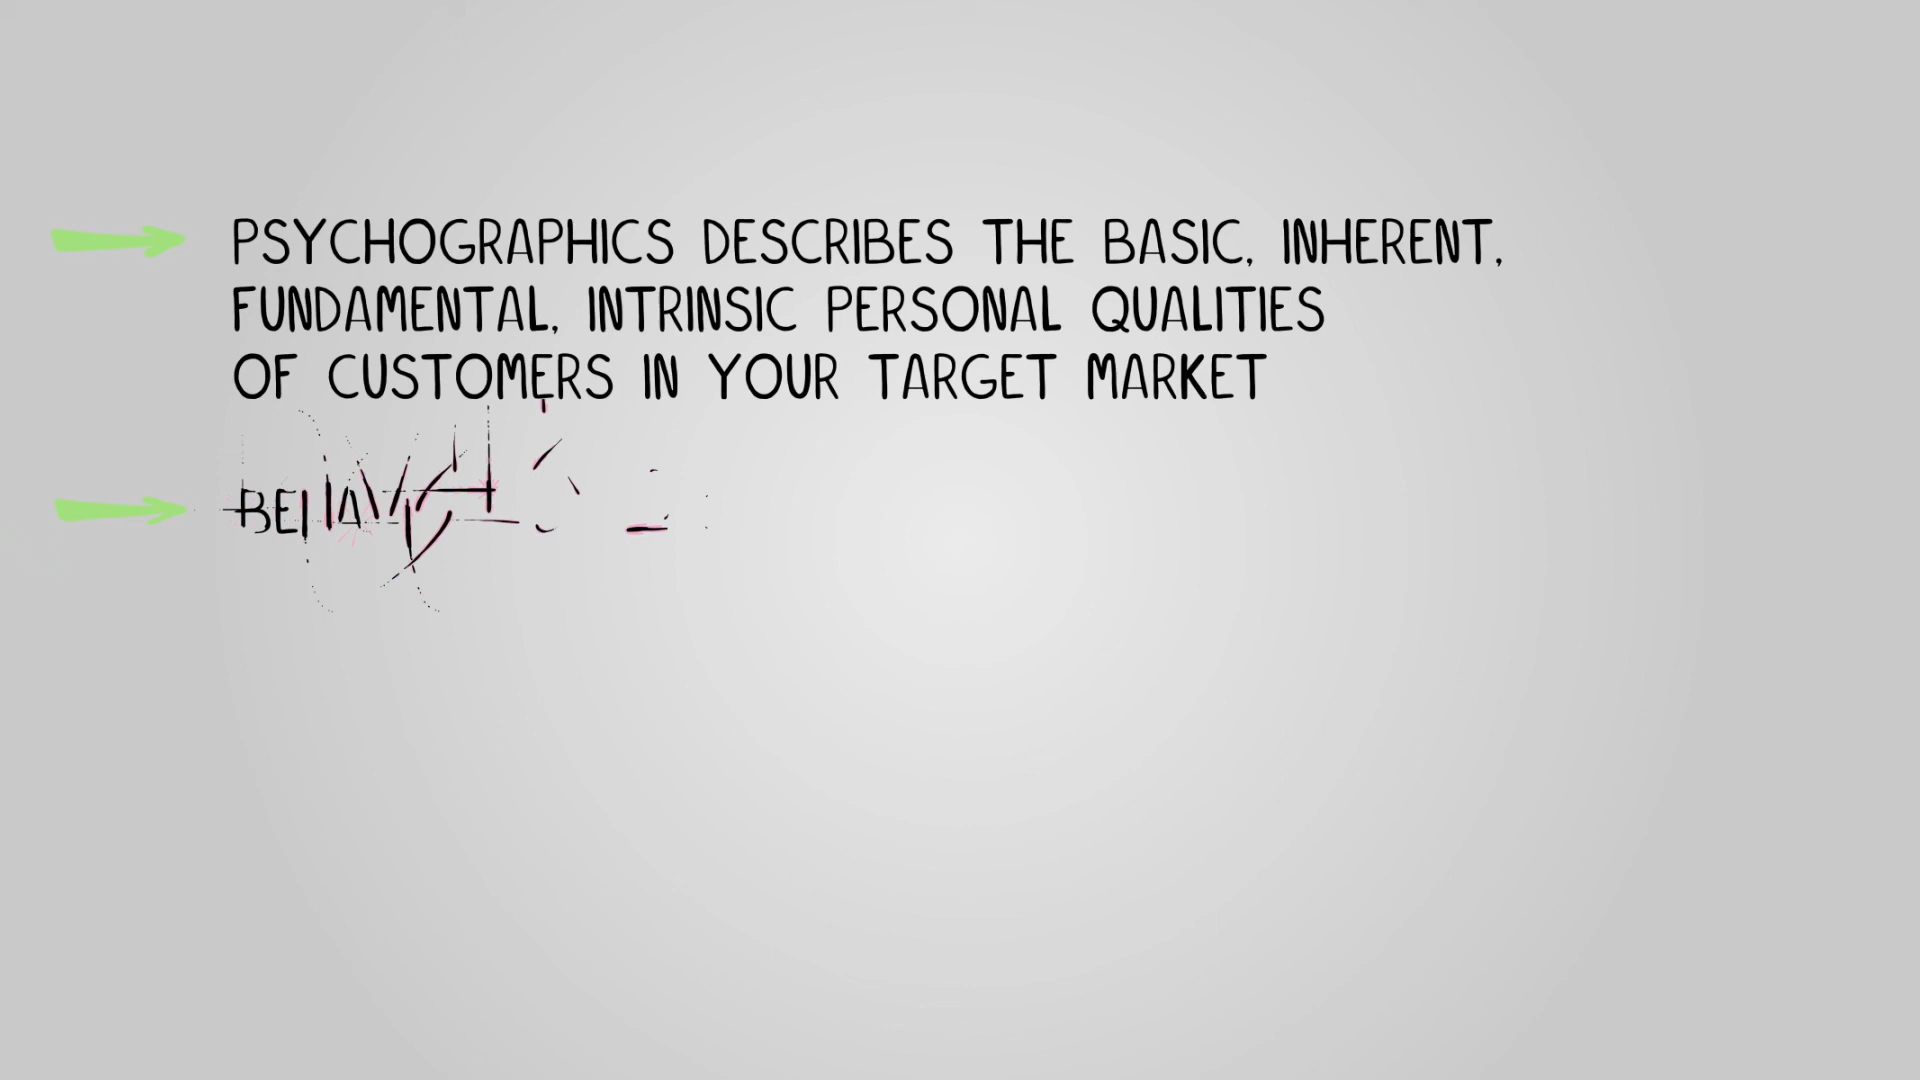 PSYCHOGRAPHICS DESCRIBES THE BASIC, INHERENT,
FUNDAMENTAL, INTRINSIC PERSONAL QUALITIES
OF CUSTOMERS IN YOUR TARGET MARKET